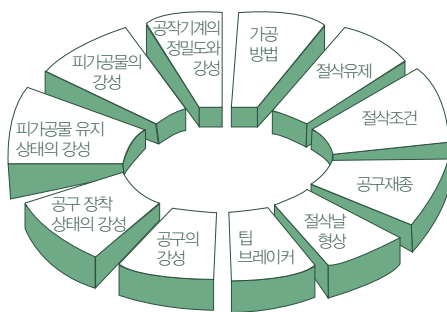 공작기계의
정밀도와
강성
가공
방법
절삭유제
절삭조건
공구재종
절삭날
형상
팁
브레이커
공구의
강성
공구 장착
상태의 강성
피가공물 유지
상태의 강성
피가공물의
강성